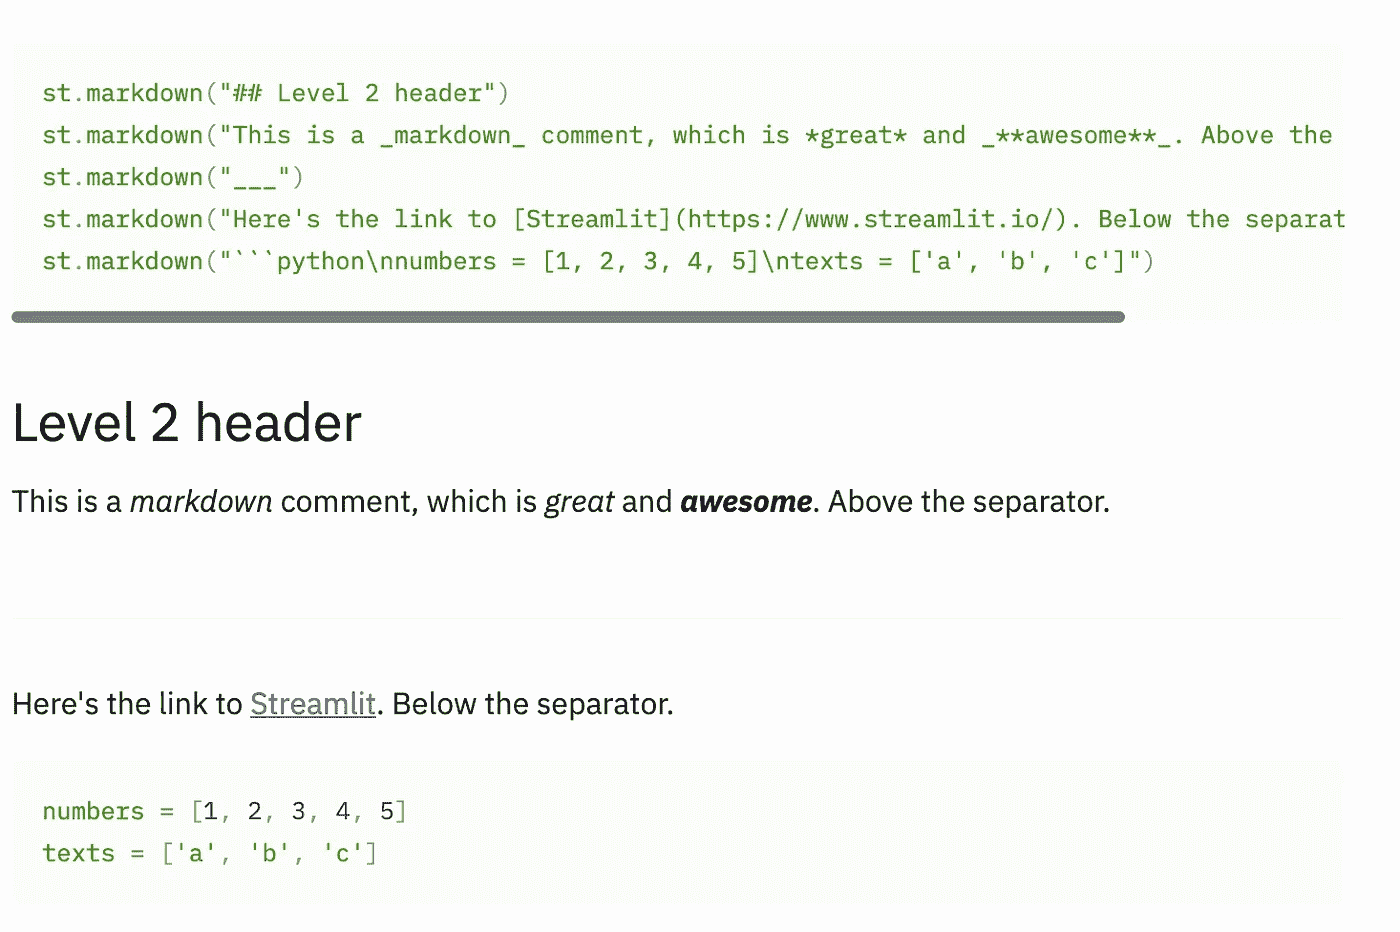 st.markdown("## Level 2 header")
st.markdown("This is a _markdown_ comment, which is *great* and _**awesome**_. Above the
st.markdown("___")
st.markdown("Here's the link to [Streamlit](https://www.streamlit.io/). Below the separat
st.markdown("```python\nnumbers = [1, 2, 3, 4, 5]\ntexts = ['a', 'b', 'c']")
Level 2 header
This is a markdown comment, which is great and awesome. Above the separator.
Here's the link to Streamlit. Below the separator.
numbers = [1, 2, 3, 4, 5]
texts = ['a', 'b', 'c']